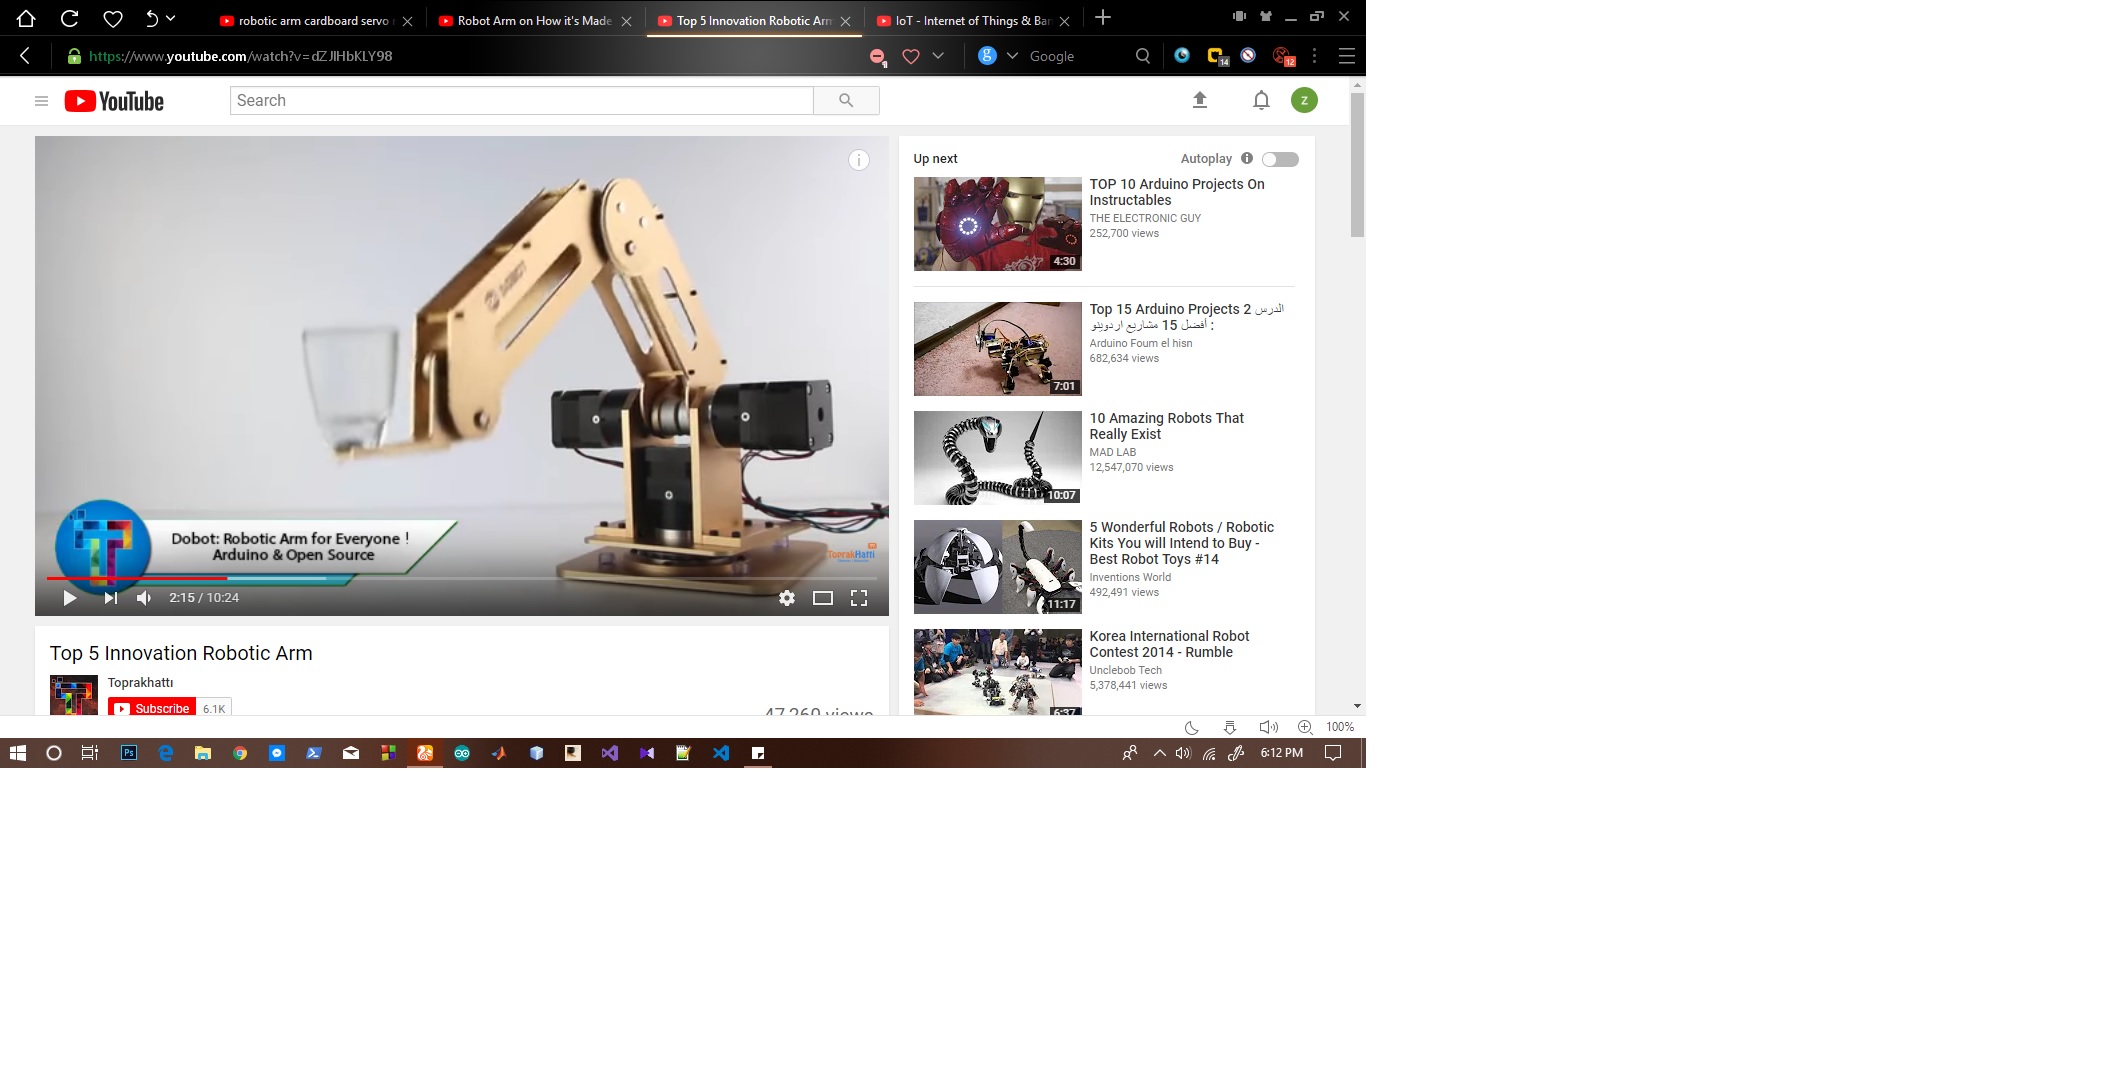 robotic arm cardboard servo
Robot Arm on How it's Made
Top 5 Innovation Robotic Arm
IoT - Internet of Things & Ban
https://www.youtube.com/watch?v=dZJlHbKLY98
Google
14
12
YouTube
Search
z
Up next
Autoplay
TOP 10 Arduino Projects On
Instructables
THE ELECTRONIC GUY
252,700 views
4:30
Top 15 Arduino Projects الدرس 2
: أفضل 15 مشاريع اردوينو
Arduino Foum el hisn
682,634 views
7:01
10 Amazing Robots That
Really Exist
MAD LAB
12,547,070 views
10:07
5 Wonderful Robots / Robotic
Kits You will Intend to Buy -
Best Robot Toys #14
Inventions World
492,491 views
11:17
Korea International Robot
Contest 2014 - Rumble
Unclebob Tech
5,378,441 views
6:37
Dobot: Robotic Arm for Everyone !
Arduino & Open Source
ToprakHatti
2:15 / 10:24
Top 5 Innovation Robotic Arm
Toprakhattı
Subscribe 6.1K
47,260 views
100%
Ps
6:12 PM